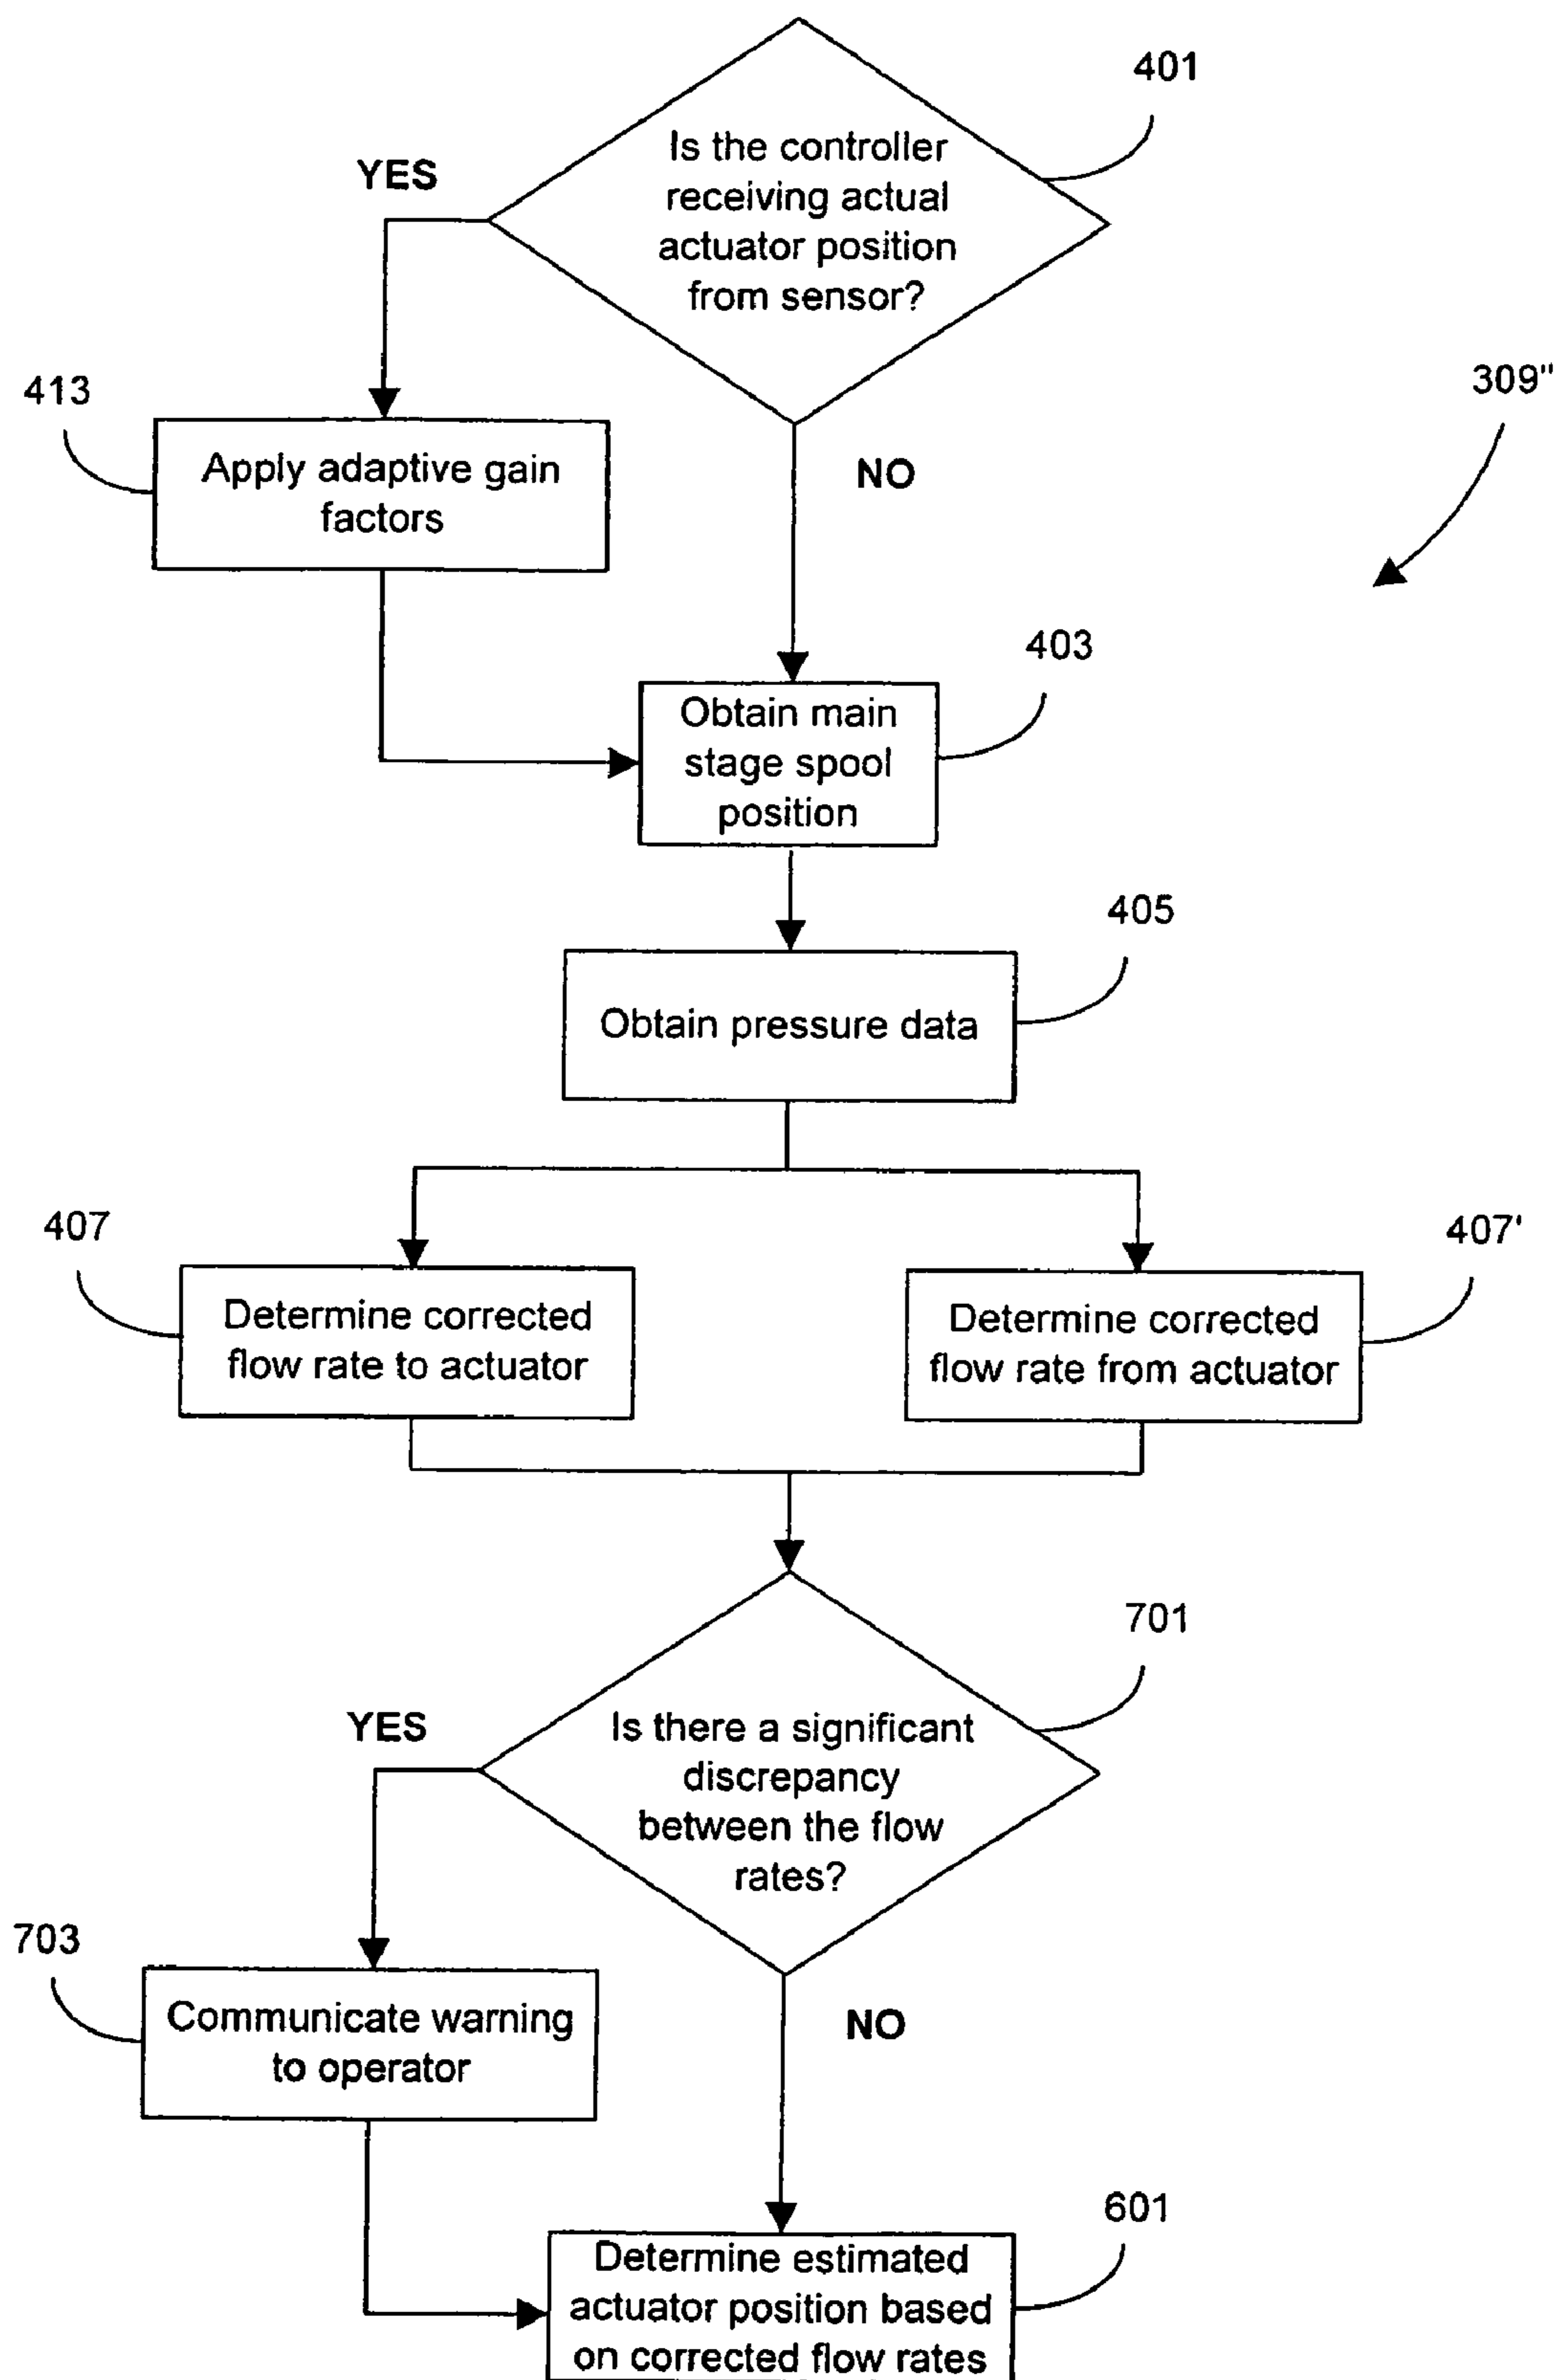 401
Is the controller
receiving actual
actuator position
from sensor?
YES
413
Apply adaptive gain
factors
NO
309"
403
Obtain main
stage spool
position
405
Obtain pressure data
407
Determine corrected
flow rate to actuator
407'
Determine corrected
flow rate from actuator
701
Is there a significant
discrepancy
between the flow
rates?
YES
703
Communicate warning
to operator
NO
601
Determine estimated
actuator position based
on corrected flow rates